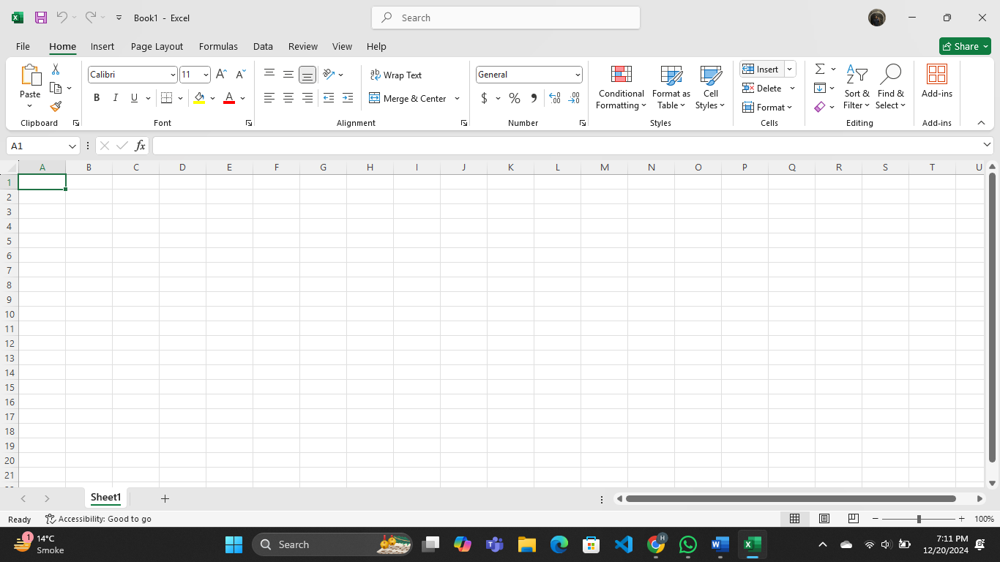 Book1 - Excel
Search
File Home Insert Page Layout Formulas Data Review View Help
Share
Paste
Clipboard
Calibri 11
B I U
A
Font
ab Wrap Text
Merge & Center
Alignment
General
$ % 9
Number
Conditional Formatting
Format as Table
Cell Styles
Styles
Insert
Delete
Format
Cells
Sort & Filter
Find & Select
Editing
Add-ins
Add-ins
A1
fx
A B C D E F G H I J K L M N O P Q R S T U
1
2
3
4
5
6
7
8
9
10
11
12
13
14
15
16
17
18
19
20
21
Sheet1
Ready
Accessibility: Good to go
100%
1
14°C
Smoke
Search
H
7:11 PM
12/20/2024